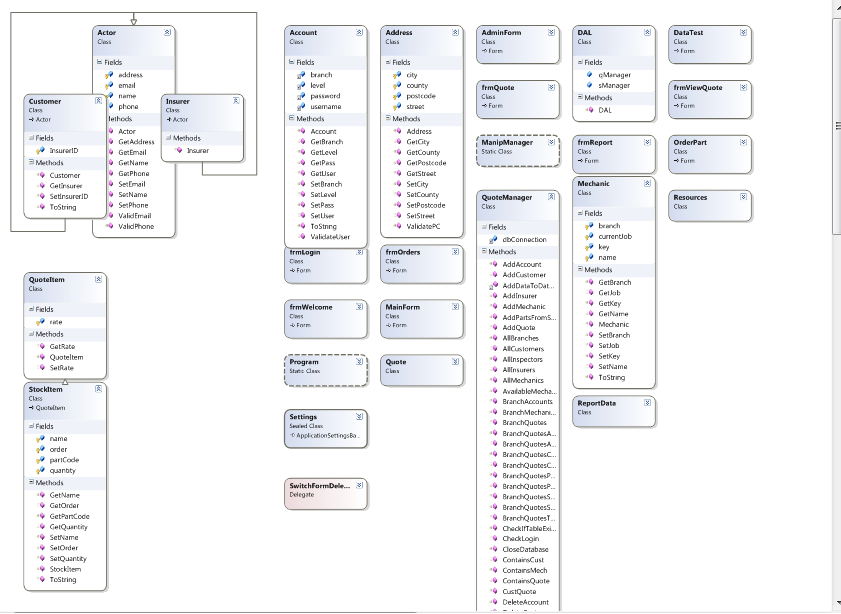 Actor
Class
Fields
address
email
name
phone
Methods
Actor
GetAddress
GetEmail
GetName
GetPhone
SetEmail
SetName
SetPhone
ValidEmail
ValidPhone
Customer
Class
Actor
Fields
InsurerID
Methods
Customer
GetInsurer
SetInsurerID
ToString
Insurer
Class
Actor
Methods
Insurer
QuoteItem
Class
Fields
rate
Methods
GetRate
QuoteItem
SetRate
StockItem
Class
QuoteItem
Fields
name
order
partCode
quantity
Methods
GetName
GetOrder
GetPartCode
GetQuantity
SetName
SetOrder
SetQuantity
StockItem
ToString
Account
Class
Fields
branch
level
password
username
Methods
Account
GetBranch
GetLevel
GetPass
GetUser
SetBranch
SetLevel
SetPass
SetUser
ToString
ValidateUser
frmLogin
Class
Form
frmWelcome
Class
Form
Program
Static Class
Settings
Sealed Class
ApplicationSettingsBa...
SwitchFormDele...
Delegate
Address
Class
Fields
city
county
postcode
street
Methods
Address
GetCity
GetCounty
GetPostcode
GetStreet
SetCity
SetCounty
SetPostcode
SetStreet
ValidatePC
frmOrders
Class
Form
MainForm
Class
Form
Quote
Class
AdminForm
Class
Form
frmQuote
Class
Form
ManipManager
Static Class
QuoteManager
Class
Fields
dbConnection
Methods
AddAccount
AddCustomer
AddDataToDat...
AddInsurer
AddMechanic
AddPartsFromS...
AddQuote
AllBranches
AllCustomers
AllInspectors
AllInsurers
AllMechanics
AvailableMecha...
BranchAccounts
BranchMechani...
BranchQuotes
BranchQuotesA...
BranchQuotesA...
BranchQuotesC...
BranchQuotesC...
BranchQuotesP...
BranchQuotesP...
BranchQuotesS...
BranchQuotesS...
BranchQuotesT...
CheckIfTableExi...
CheckLogin
CloseDatabase
ContainsCust
ContainsMech
ContainsQuote
CustQuote
DeleteAccount
DAL
Class
Fields
qManager
sManager
Methods
DAL
frmReport
Class
Form
Mechanic
Class
Fields
branch
currentJob
key
name
Methods
GetBranch
GetJob
GetKey
GetName
Mechanic
SetBranch
SetJob
SetKey
SetName
ToString
ReportData
Class
DataTest
Class
Form
frmViewQuote
Class
Form
OrderPart
Class
Form
Resources
Class